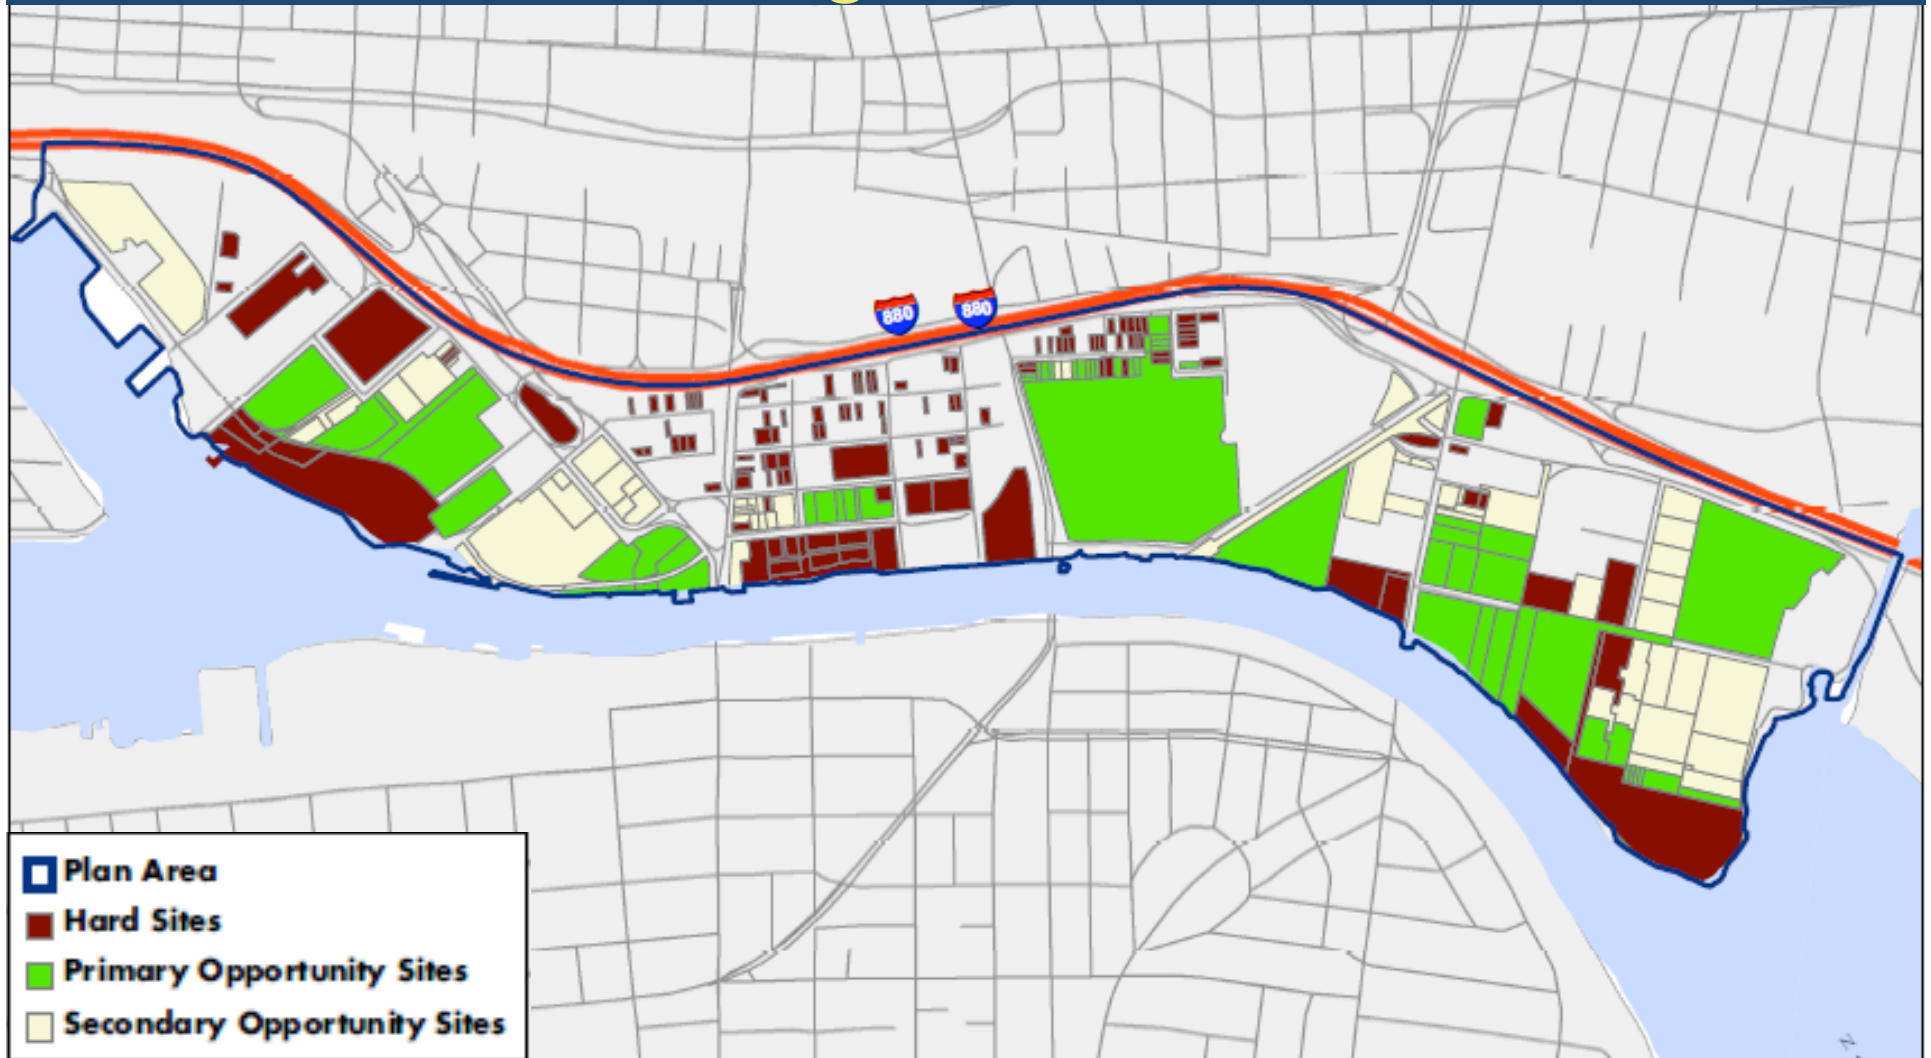 880
880
Plan Area
Hard Sites
Primary Opportunity Sites
Secondary Opportunity Sites